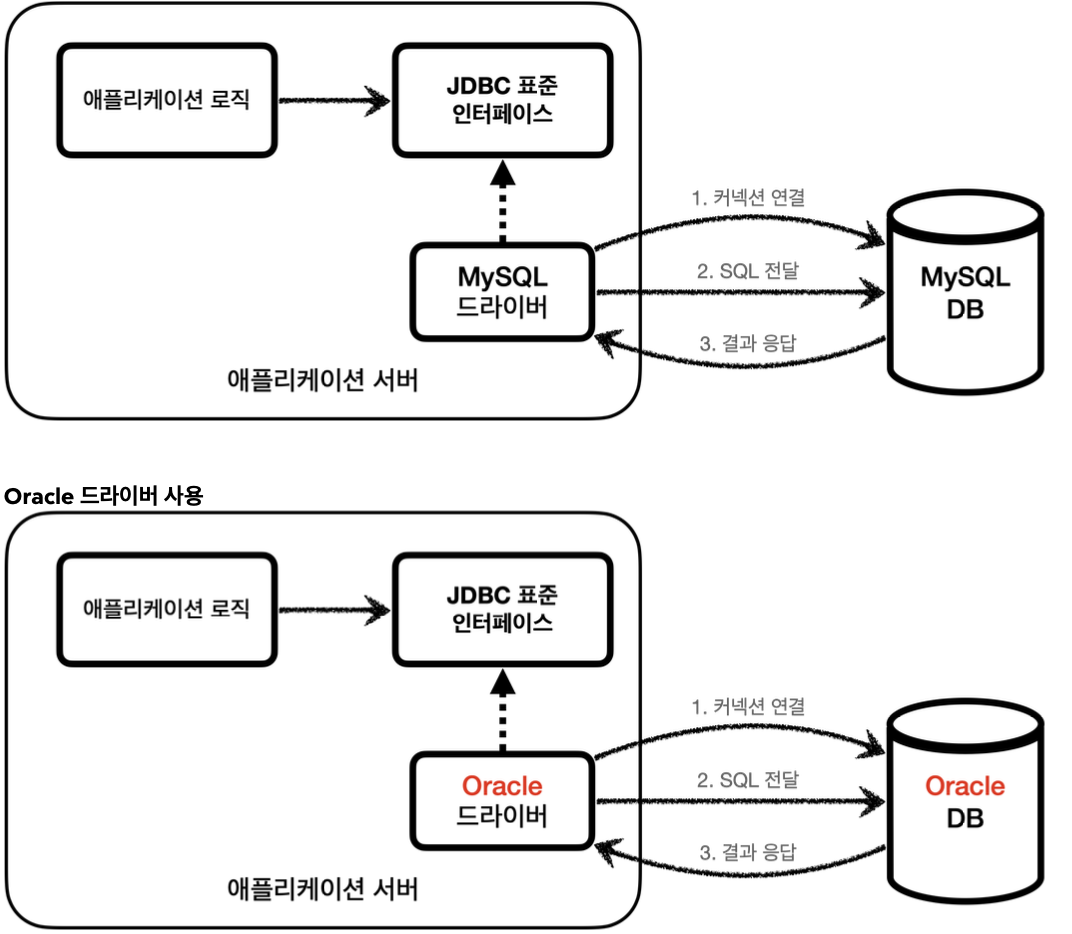 애플리케이션 로직
JDBC 표준
인터페이스
1. 커넥션 연결
MySQL
드라이버
2. SQL 전달
MySQL
DB
3. 결과 응답
애플리케이션 서버
Oracle 드라이버 사용
애플리케이션 로직
JDBC 표준
인터페이스
1. 커넥션 연결
Oracle
드라이버
2. SQL 전달
Oracle
DB
3. 결과 응답
애플리케이션 서버